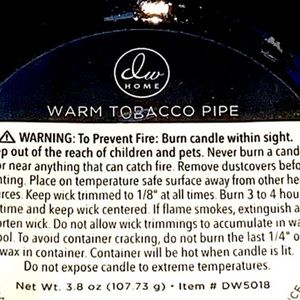 dw
HOME
WARM TOBACCO PIPE
⚠ WARNING: To Prevent Fire: Burn candle within sight.
ep out of the reach of children and pets. Never burn a cand
or near anything that can catch fire. Remove dustcovers befo
hting. Place on temperature safe surface away from other he
urces. Keep wick trimmed to 1/8" at all times. Burn 3 to 4 hou
time and keep wick centered. If flame smokes, extinguish a
orten wick. Do not allow wick trimmings to accumulate in wa
ool. To avoid container cracking, do not burn the last 1/4" o
wax in container. Container will be hot when candle is lit.
Do not expose candle to extreme temperatures.
Net Wt. 3.8 oz (107.73 g) • Item # DW5018